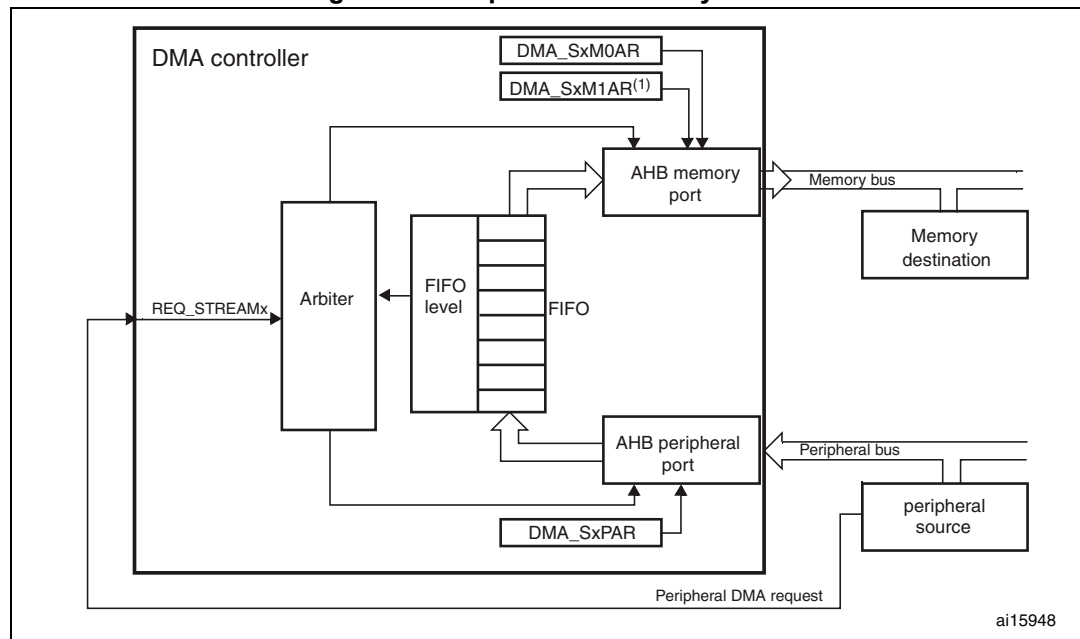 DMA controller
DMA_SxM0AR
DMA_SxM1AR(1)
AHB memory
port
Memory bus
Memory
destination
Arbiter
FIFO
level
FIFO
REQ_STREAMx
AHB peripheral
port
Peripheral bus
peripheral
source
DMA_SxPAR
Peripheral DMA request
ai15948